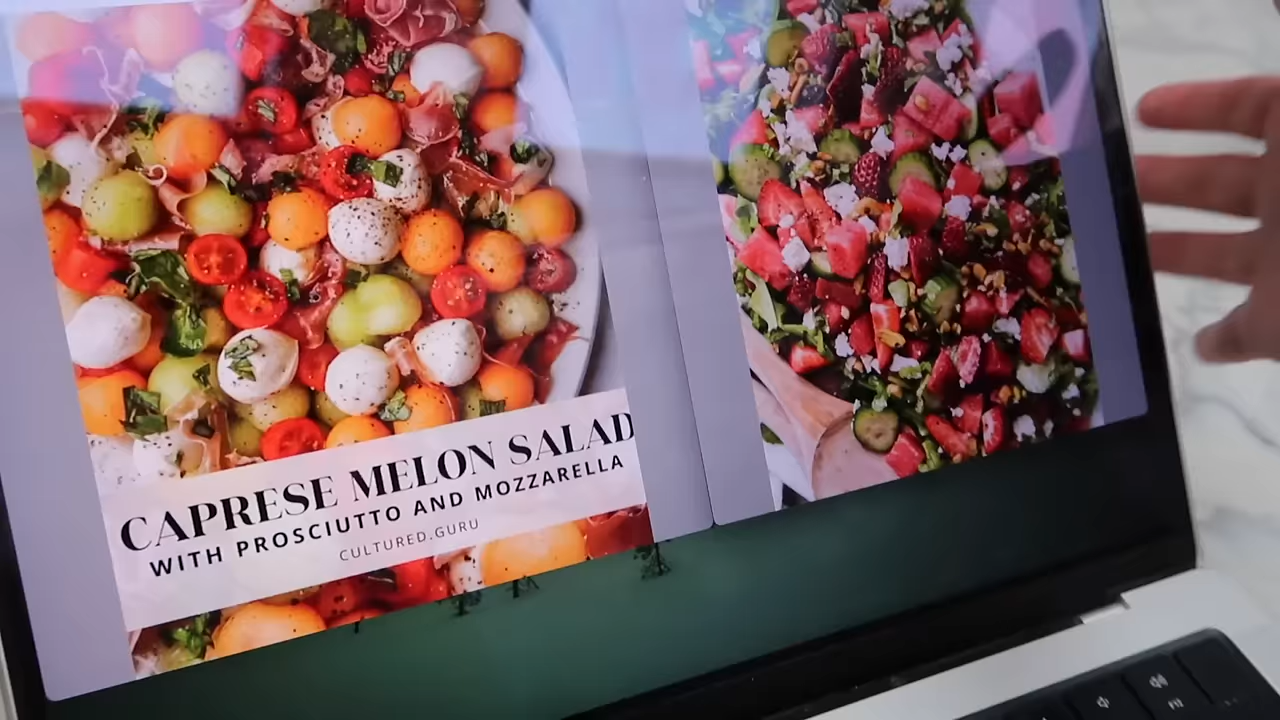 CAPRESE MELON SALAD
WITH PROSCIUTTO AND MOZZARELLA
CULTURED.GURU